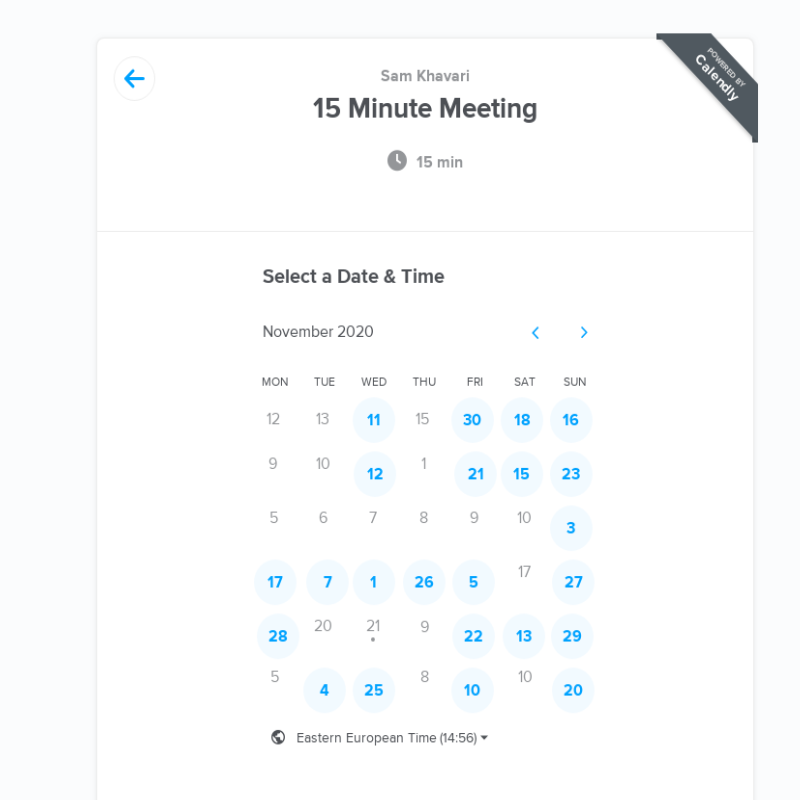 Sam Khavari
POWERED BY
Calendly
15 Minute Meeting
15 min
Select a Date & Time
November 2020
MON TUE WED THU FRI SAT SUN
12 13 11 15 30 18 16
9 10 12 1 21 15 23
5 6 7 8 9 10 3
17 7 1 26 5 17 27
28 20 21 9 22 13 29
5 4 25 8 10 10 20
Eastern European Time (14:56)